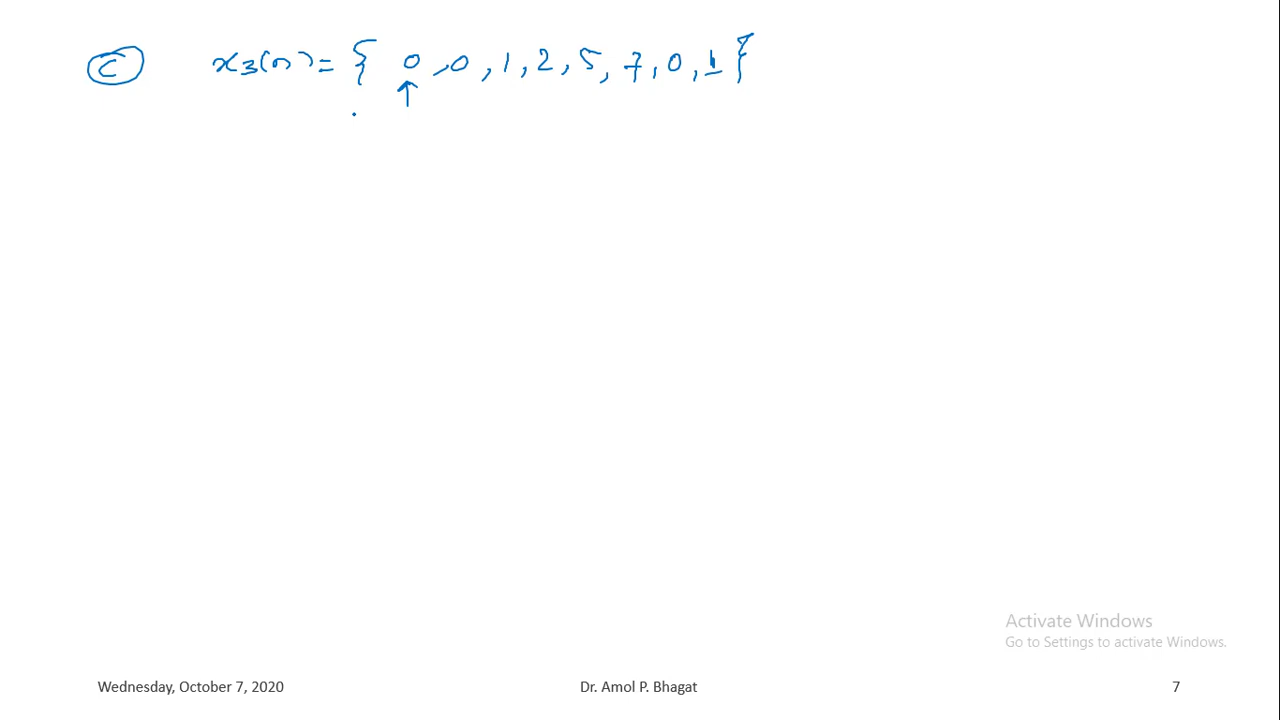 C x3(n) = { 0 , 0 , 1 , 2 , 5 , 7 , 0 , 1 }
↑
Activate Windows
Go to Settings to activate Windows.
Wednesday, October 7, 2020 Dr. Amol P. Bhagat 7